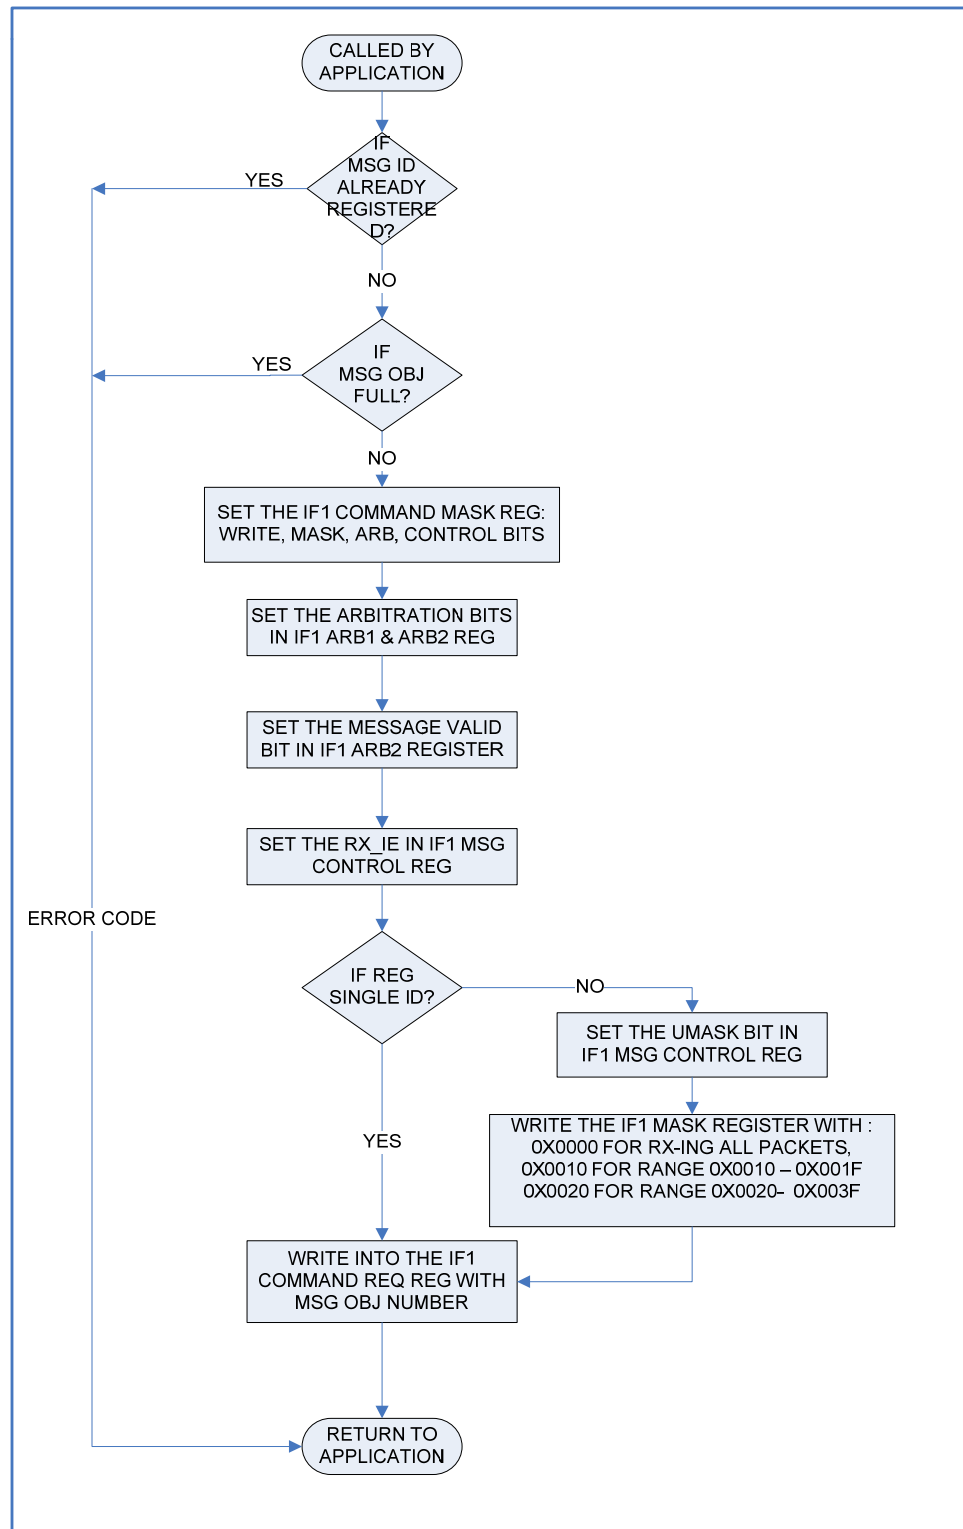 CALLED BY
APPLICATION
IF
MSG ID
ALREADY
REGISTERE
D?
YES
NO
IF
MSG OBJ
FULL?
YES
NO
SET THE IF1 COMMAND MASK REG:
WRITE, MASK, ARB, CONTROL BITS
SET THE ARBITRATION BITS
IN IF1 ARB1 & ARB2 REG
SET THE MESSAGE VALID
BIT IN IF1 ARB2 REGISTER
SET THE RX_IE IN IF1 MSG
CONTROL REG
ERROR CODE
IF REG
SINGLE ID?
NO
SET THE UMASK BIT IN
IF1 MSG CONTROL REG
WRITE THE IF1 MASK REGISTER WITH :
0X0000 FOR RX-ING ALL PACKETS,
0X0010 FOR RANGE 0X0010 – 0X001F
0X0020 FOR RANGE 0X0020- 0X003F
YES
WRITE INTO THE IF1
COMMAND REQ REG WITH
MSG OBJ NUMBER
RETURN TO
APPLICATION